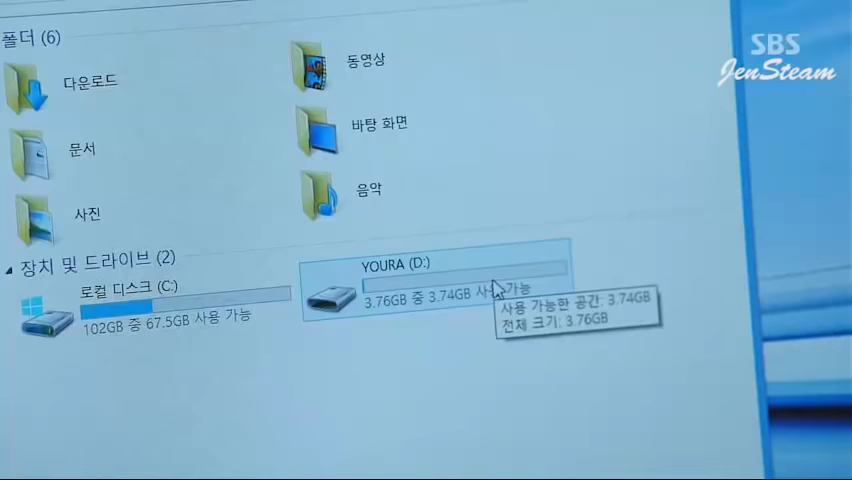 폴더 (6)
SBS
JenSteam
다운로드
동영상
문서
바탕 화면
사진
음악
장치 및 드라이브 (2)
로컬 디스크 (C:)
102GB 중 67.5GB 사용 가능
YOURA (D:)
3.76GB 중 3.74GB 사 가능
사용 가능한 공간: 3.74GB
전체 크기: 3.76GB